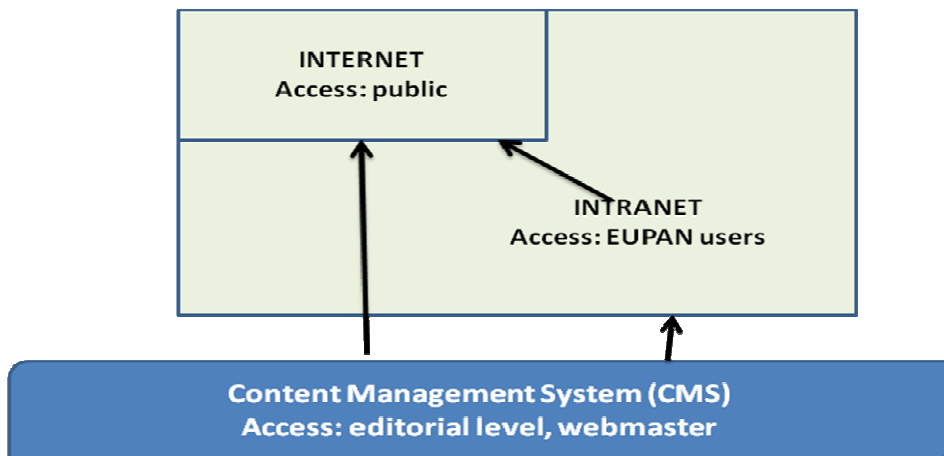 INTERNET
Access: public
INTRANET
Access: EUPAN users
Content Management System (CMS)
Access: editorial level, webmaster